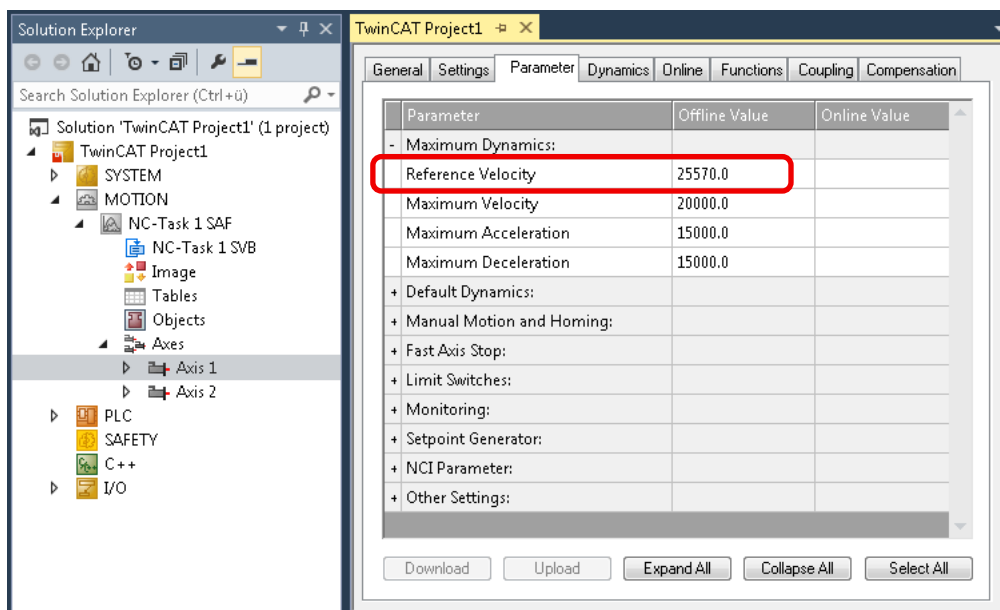 Solution Explorer
Search Solution Explorer (Ctrl+ü)
Solution 'TwinCAT Project1' (1 project)
TwinCAT Project1
SYSTEM
MOTION
NC-Task 1 SAF
NC-Task 1 SVB
Image
Tables
Objects
Axes
Axis 1
Axis 2
PLC
SAFETY
C++
I/O
TwinCAT Project1
General Settings Parameter Dynamics Online Functions Coupling Compensation
Parameter Offline Value Online Value
- Maximum Dynamics:
Reference Velocity 25570.0
Maximum Velocity 20000.0
Maximum Acceleration 15000.0
Maximum Deceleration 15000.0
+ Default Dynamics:
+ Manual Motion and Homing:
+ Fast Axis Stop:
+ Limit Switches:
+ Monitoring:
+ Setpoint Generator:
+ NCI Parameter:
+ Other Settings:
Download Upload Expand All Collapse All Select All